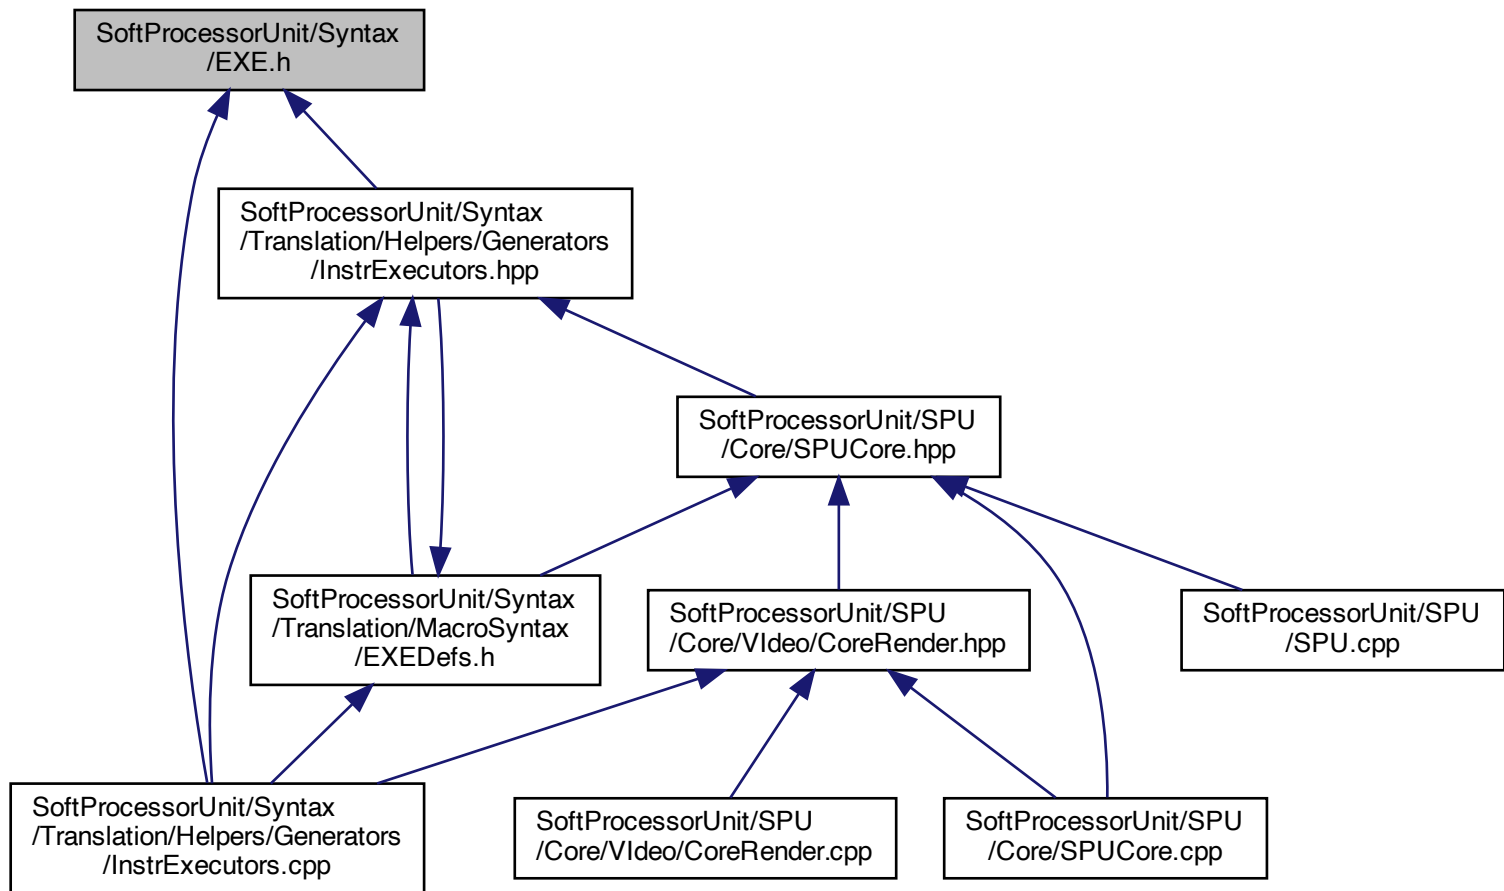 SoftProcessorUnit/Syntax
/EXE.h
SoftProcessorUnit/Syntax
/Translation/Helpers/Generators
/InstrExecutors.hpp
SoftProcessorUnit/SPU
/Core/SPUCore.hpp
SoftProcessorUnit/Syntax
/Translation/MacroSyntax
/EXEDefs.h
SoftProcessorUnit/SPU
/Core/VIdeo/CoreRender.hpp
SoftProcessorUnit/SPU
/SPU.cpp
SoftProcessorUnit/Syntax
/Translation/Helpers/Generators
/InstrExecutors.cpp
SoftProcessorUnit/SPU
/Core/VIdeo/CoreRender.cpp
SoftProcessorUnit/SPU
/Core/SPUCore.cpp